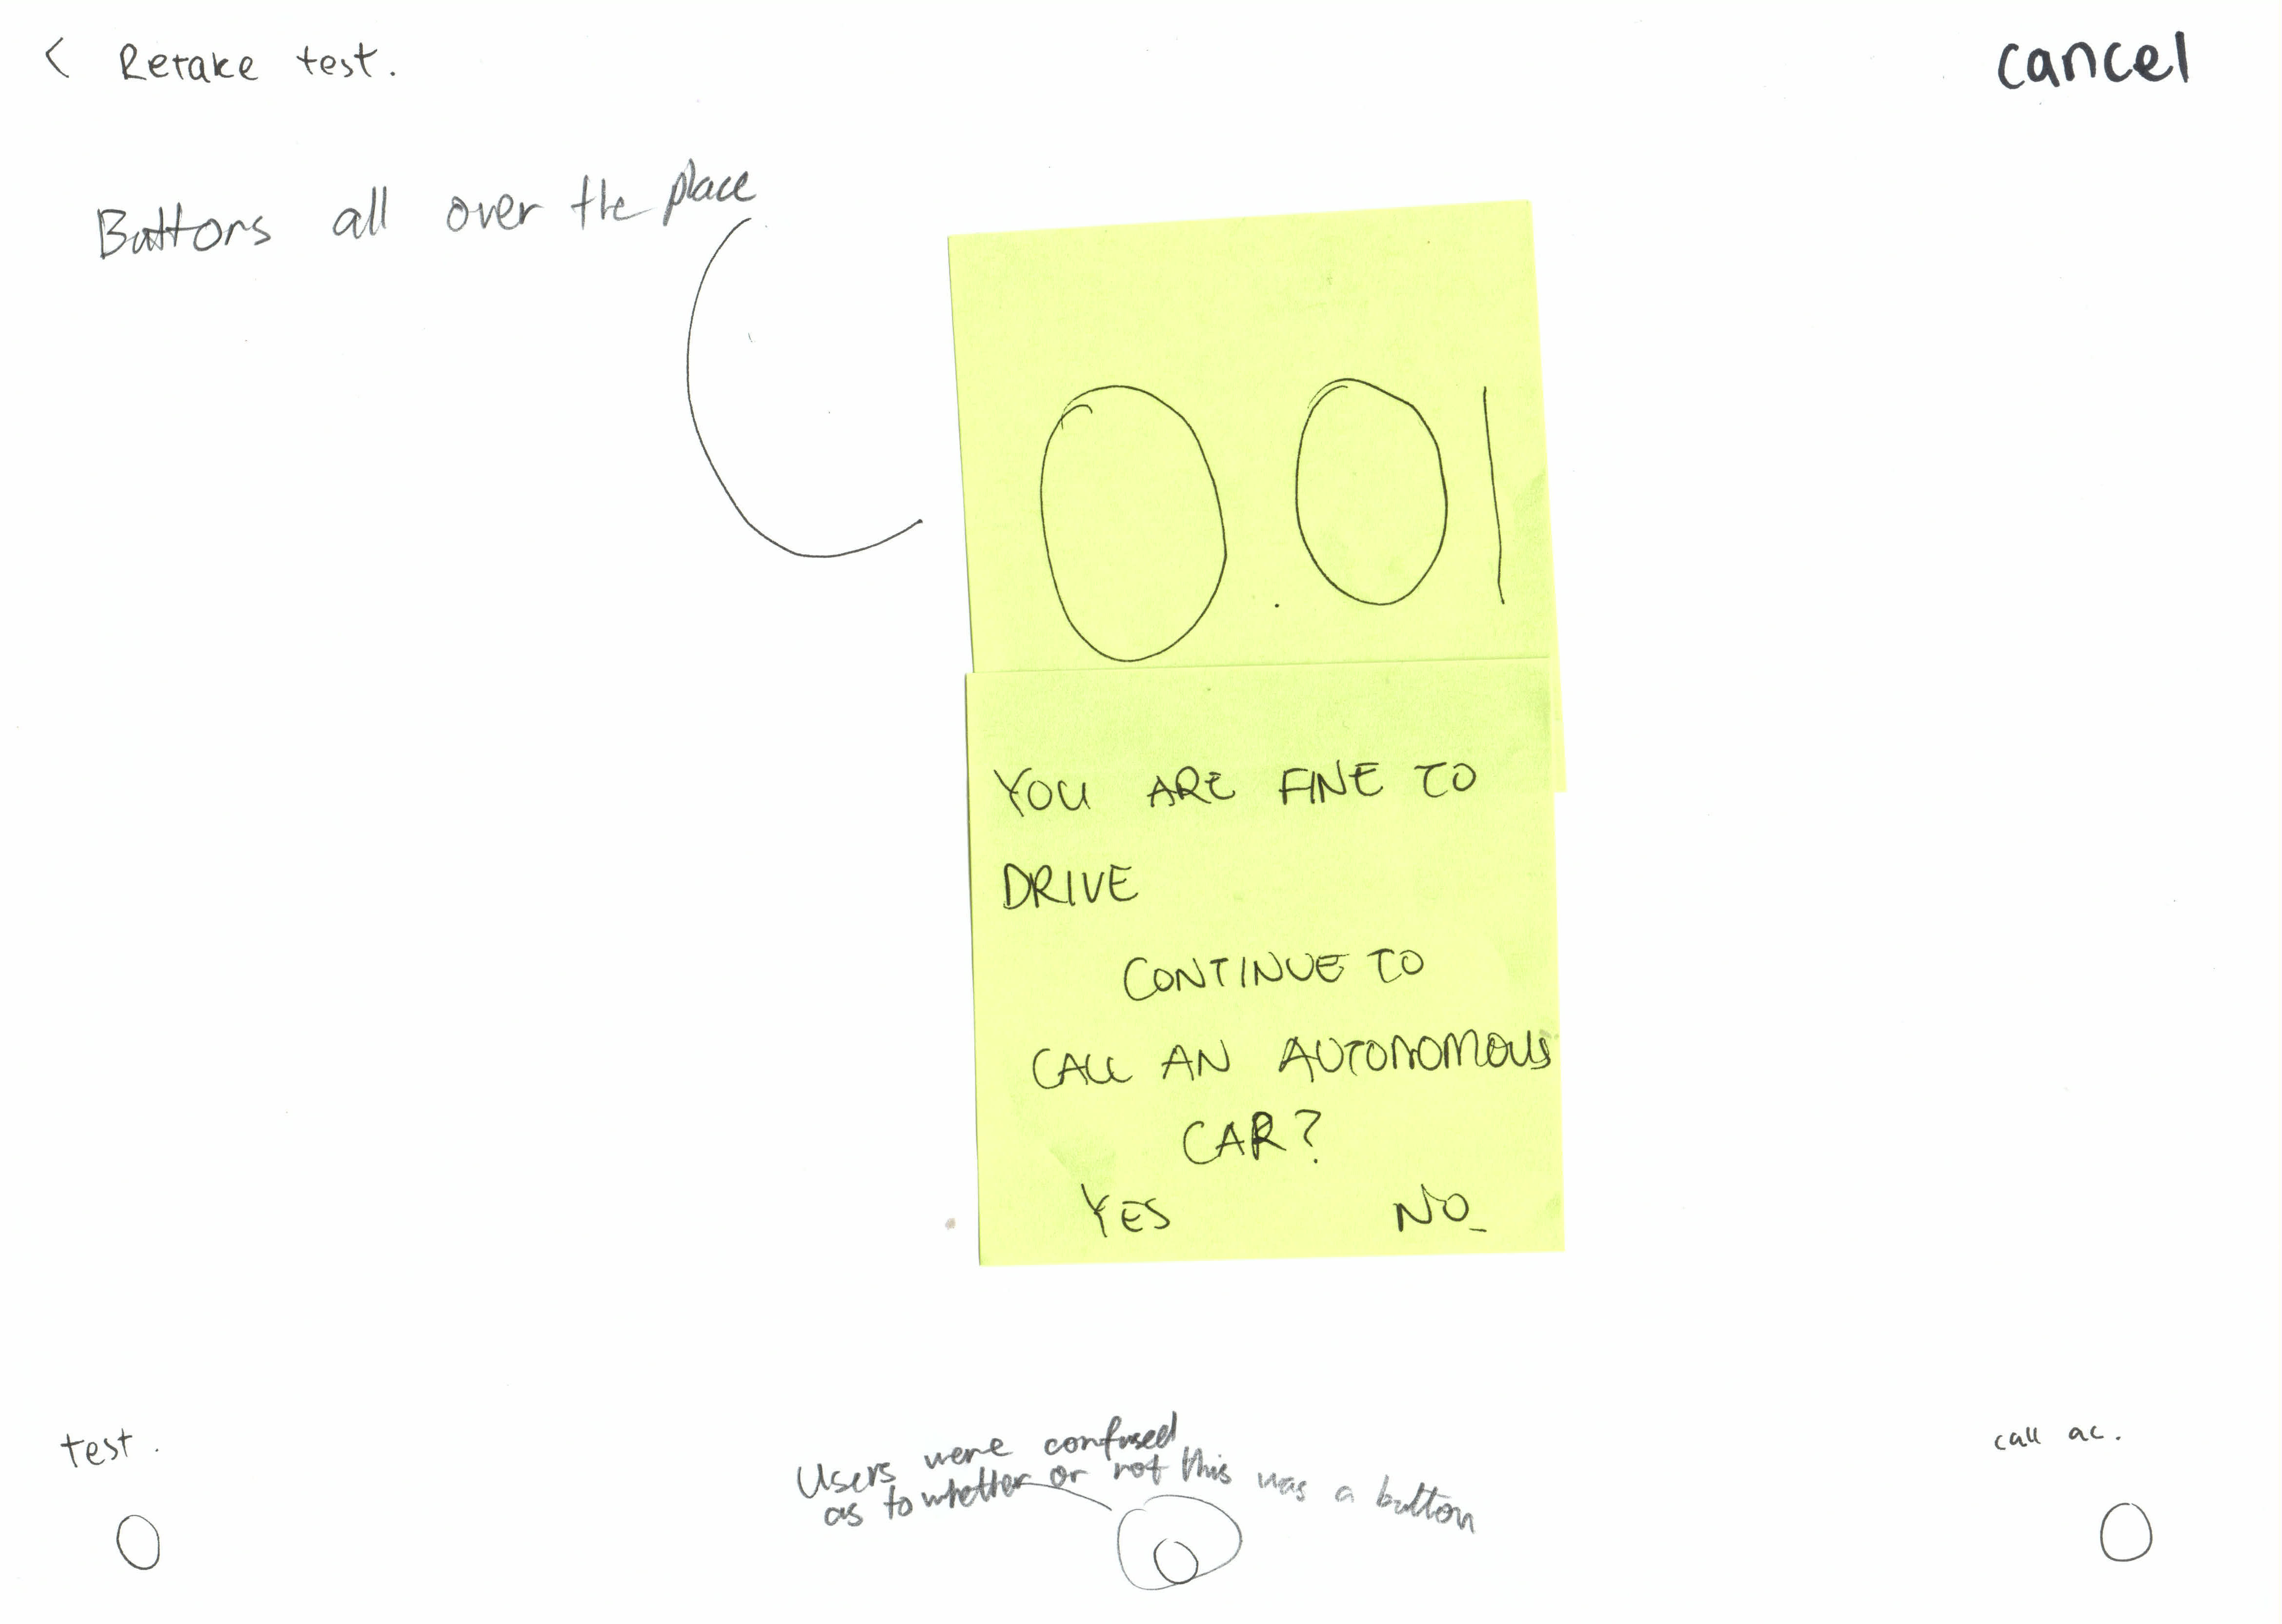 < Retake test.
cancel
Buttons all over the place
0.01
YOU ARE FINE TO
DRIVE
CONTINUE TO
CALL AN AUTONOMOUS
CAR?
YES NO
test.
call ac.
Users were confused
as to whether or not this was a button